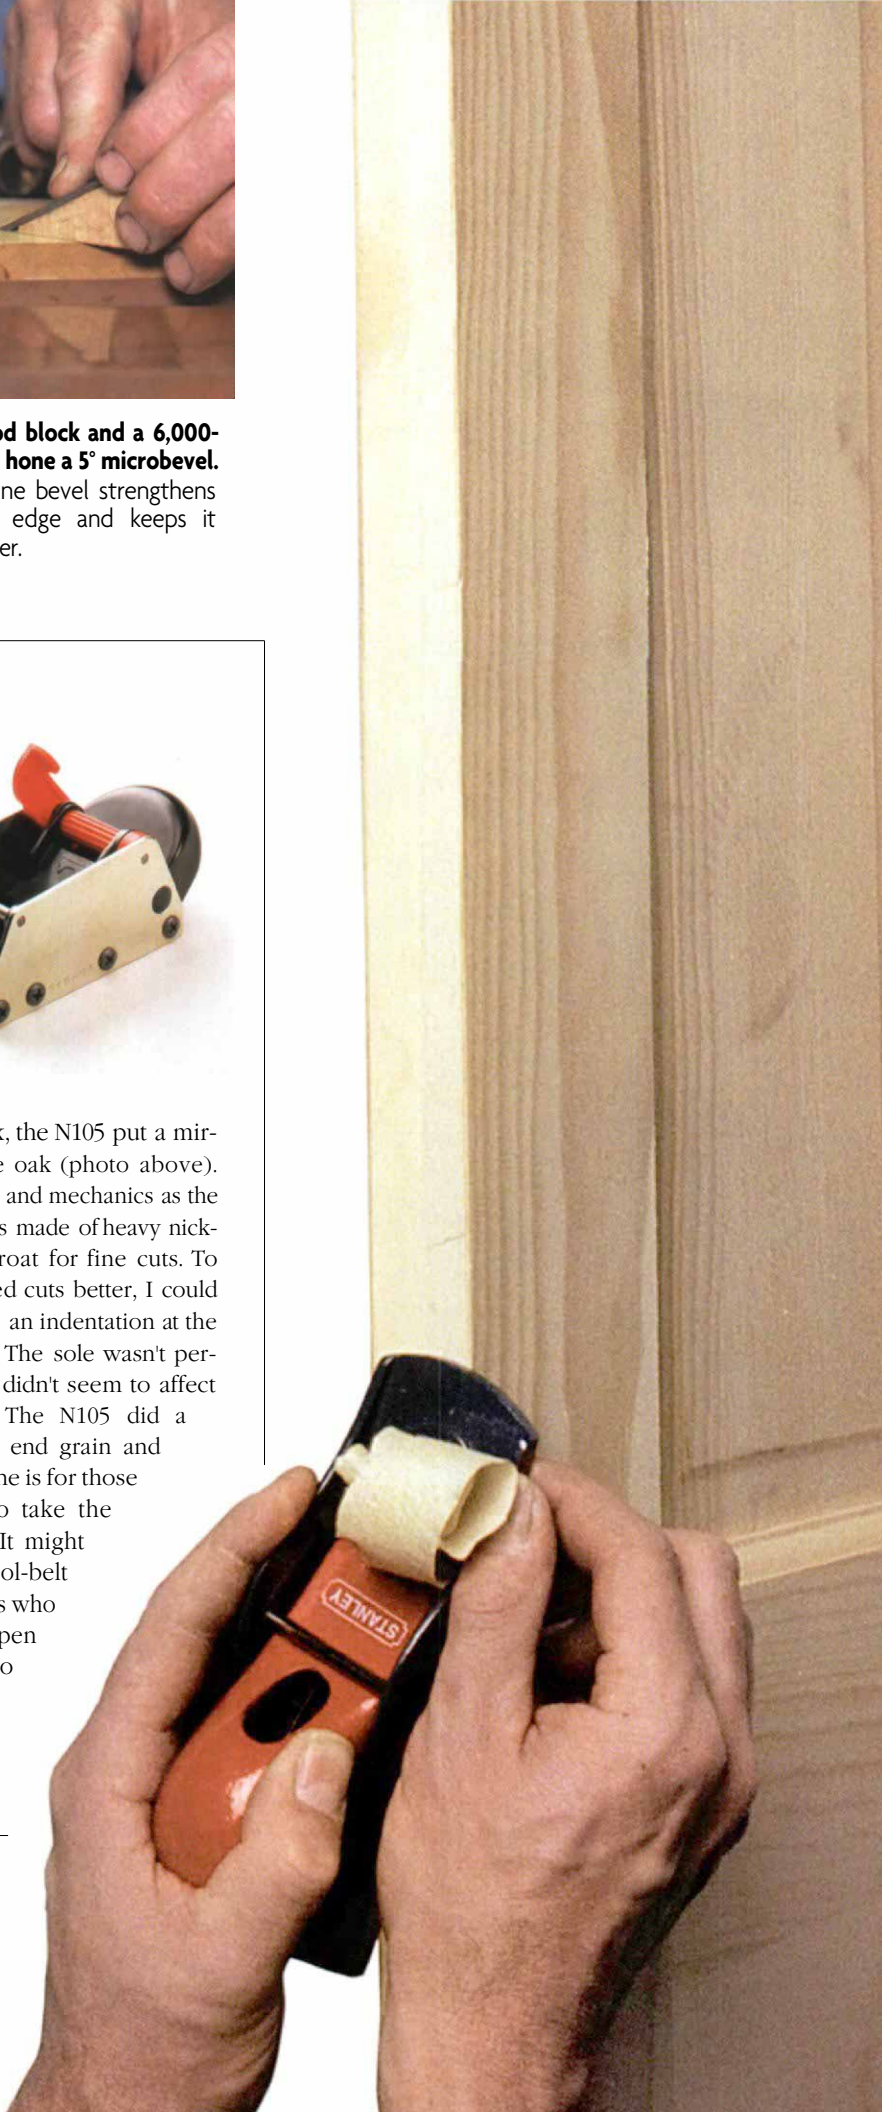 od block and a 6,000-
hone a 5° microbevel.
ne bevel strengthens
edge and keeps it
er.
x, the N105 put a mir-
e oak (photo above).
and mechanics as the
s made of heavy nick-
roat for fine cuts. To
ed cuts better, I could
an indentation at the
The sole wasn't per-
didn't seem to affect
The N105 did a
end grain and
ne is for those
o take the
It might
ol-belt
s who
pen
o
STANLEY